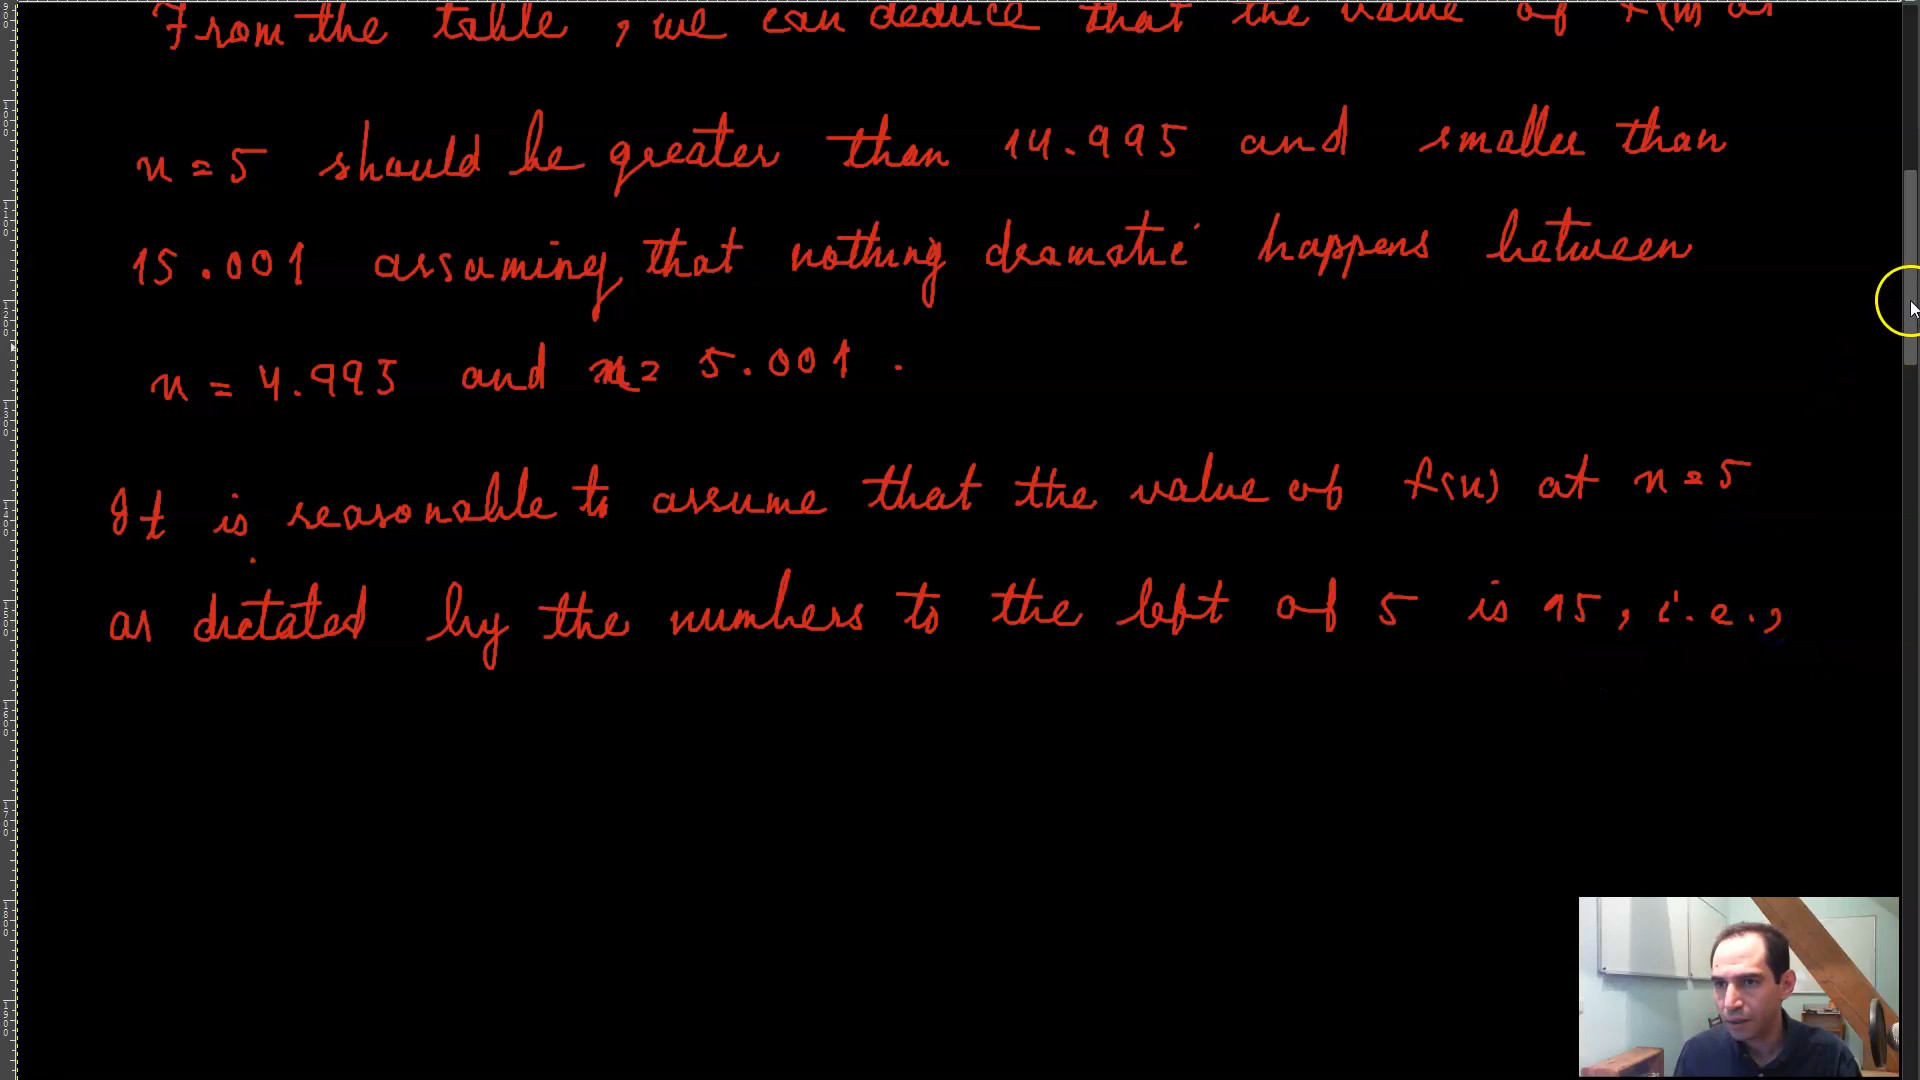 From the table, we can deduce that the value of f(x) as
x = 5 should be greater than 14.995 and smaller than
15.001 assuming that nothing dramatic happens between
x = 4.995 and x = 5.001.
It is reasonable to assume that the value of f(x) at x = 5
as dictated by the numbers to the left of 5 is 15, i.e.,